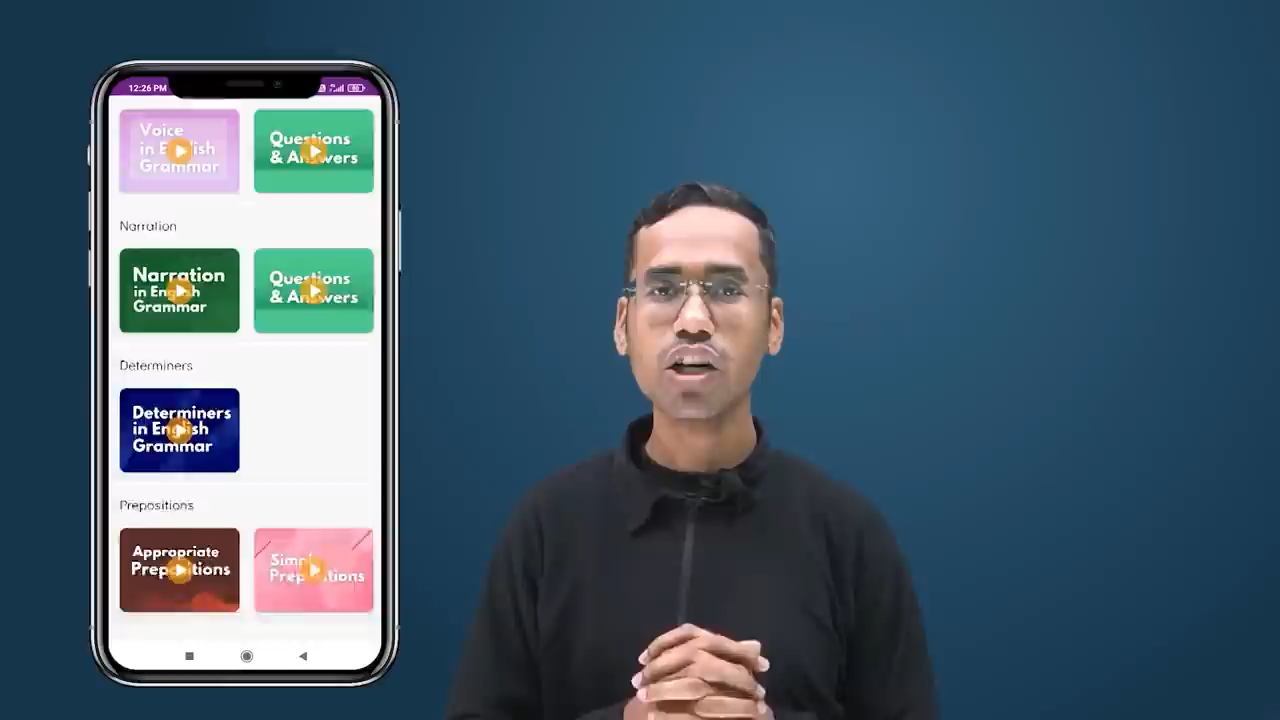 12:26 PM
Voice
in English
Grammar
Questions
& Answers
Narration
Narration
in English
Grammar
Questions
& Answers
Determiners
Determiners
in English
Grammar
Prepositions
Appropriate
Prepositions
Simple
Prepositions